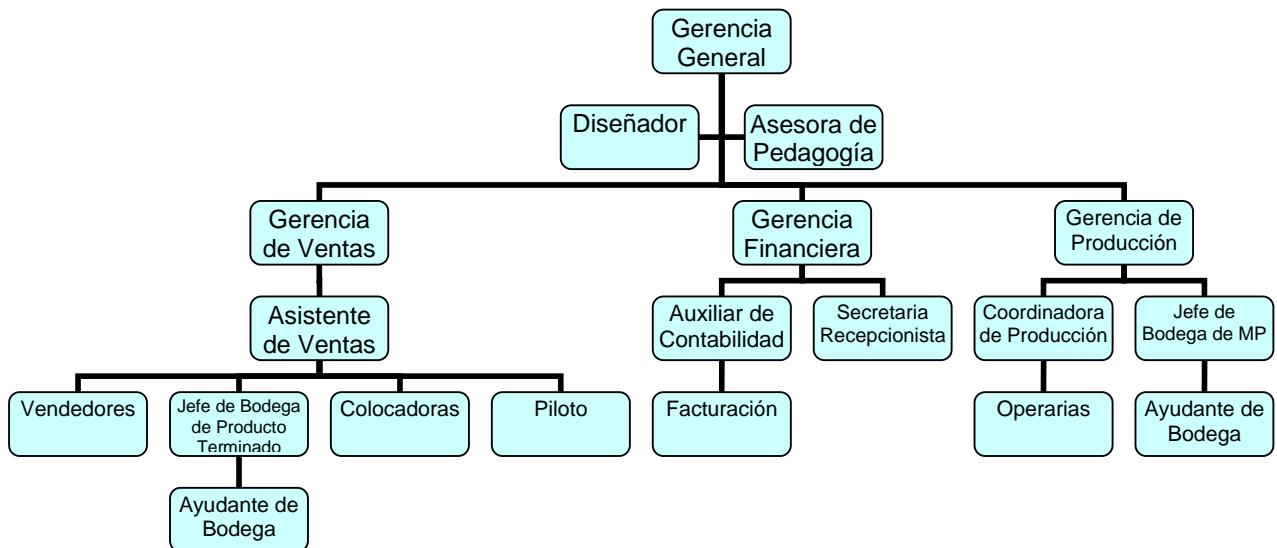 Gerencia
General
Diseñador
Asesora de
Pedagogía
Gerencia
de Ventas
Gerencia
Financiera
Gerencia de
Producción
Asistente
de Ventas
Auxiliar de
Contabilidad
Secretaria
Recepcionista
Coordinadora
de Producción
Jefe de
Bodega de MP
Vendedores
Jefe de Bodega
de Producto
Terminado
Colocadoras
Piloto
Facturación
Operarias
Ayudante de
Bodega
Ayudante de
Bodega